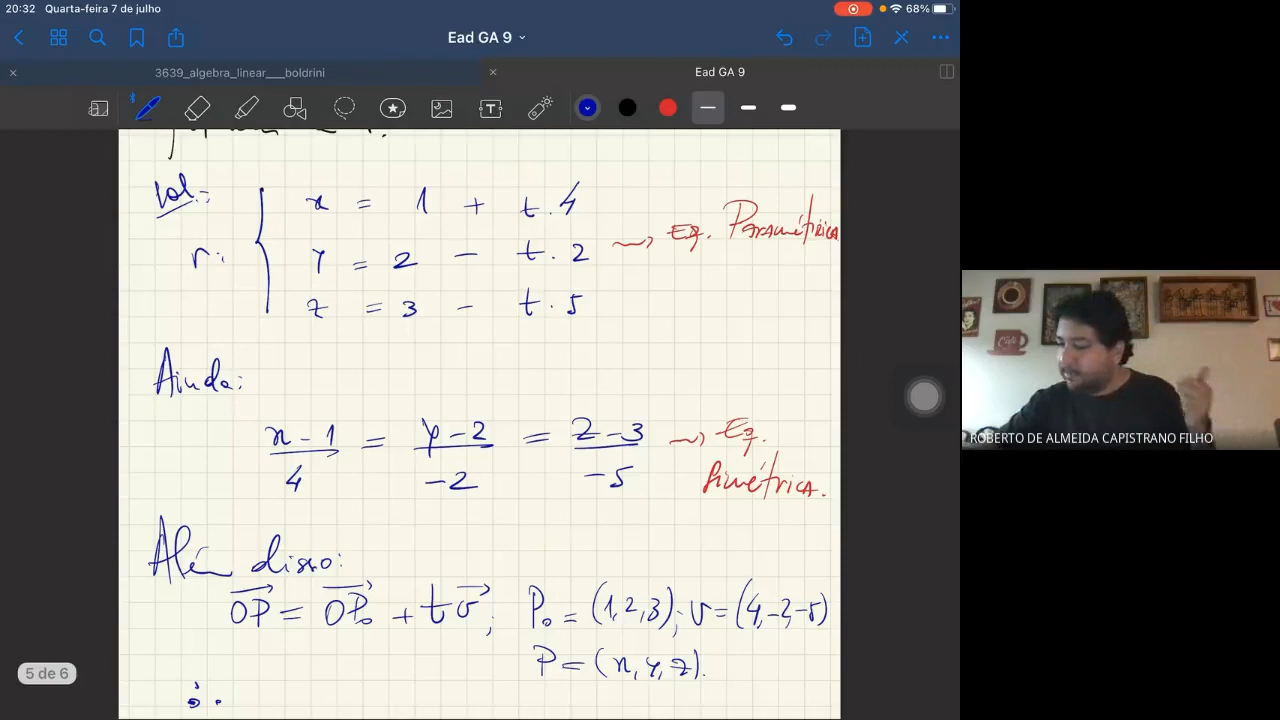 20:32 Quarta-feira 7 de julho
68%
Ead GA 9
3639_algebra_linear___boldrini
Ead GA 9
Sol.:
r: { x = 1 + t.4
y = 2 - t.2 ⇝ Eq. Paramétrica
z = 3 - t.5
Ainda:
x-1/4 = y-2/-2 = z-3/-5 ⇝ Eq. Simétrica.
Além disso:
OP⃗ = OP₀⃗ + tv⃗; P₀ = (1,2,3); v = (4,-2,-5)
P = (x,y,z).
5 de 6
ROBERTO DE ALMEIDA CAPISTRANO FILHO